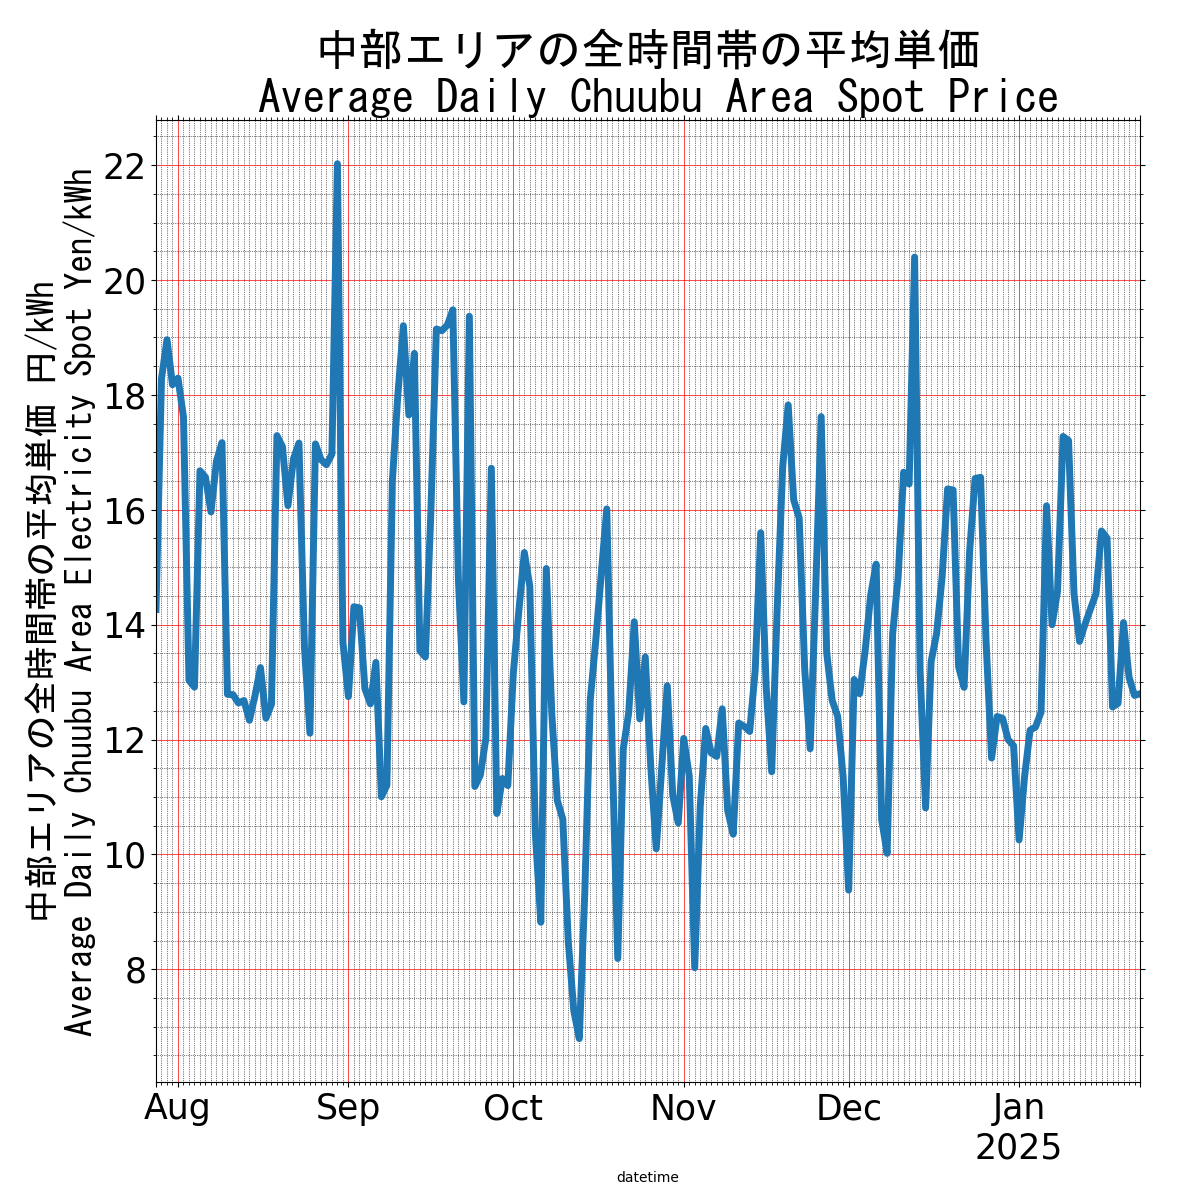 中部エリアの全時間帯の平均単価
Average Daily Chuubu Area Spot Price
中部エリアの全時間帯の平均単価 円/kWh
Average Daily Chuubu Area Electricity Spot Yen/kWh
22
20
18
16
14
12
10
8
Aug Sep Oct Nov Dec Jan
2025
datetime